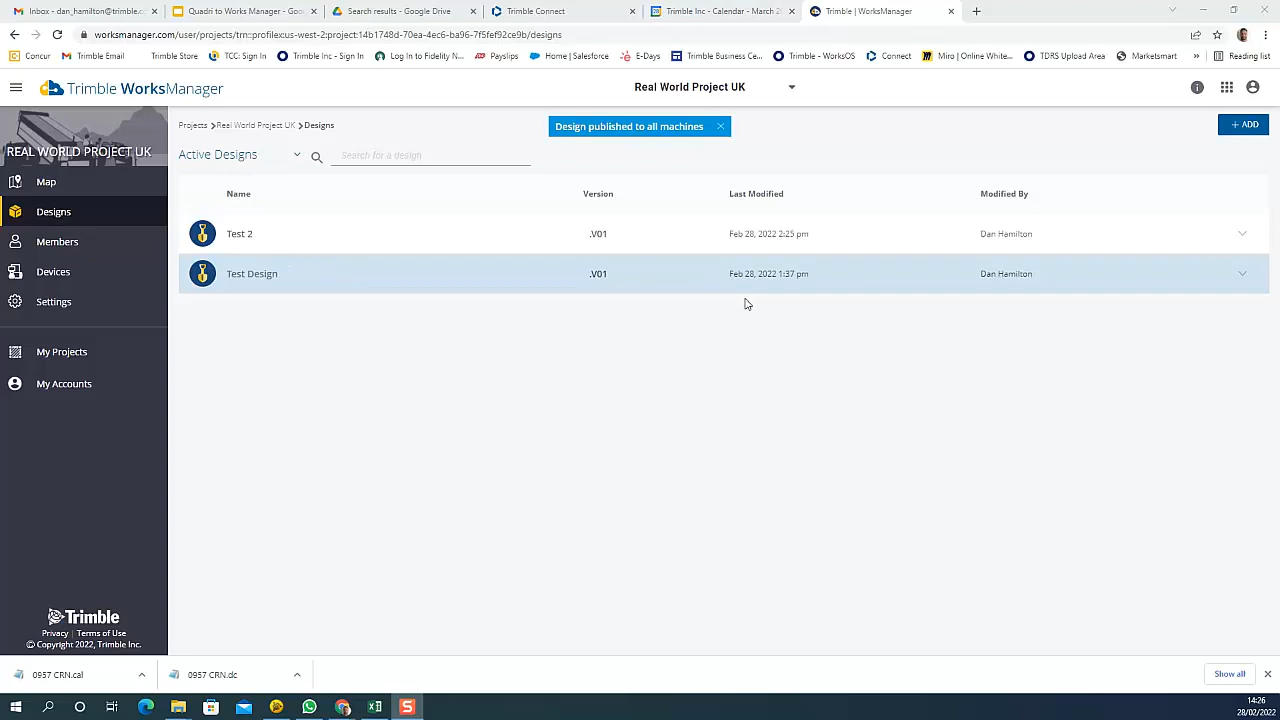 Inbox - dan_hamilton@trimble.c
Quadri to Works Manager - Goo
Search results - Google Drive
Trimble Connect
Trimble Inc - Calendar - March 2
Trimble | WorksManager
worksmanager.com/user/projects/trn:profilexus-west-2:project:14b1748d-70ea-4ec6-ba96-7f5fef92ce9b/designs
Concur
Trimble Email
Trimble Store
TCC: Sign In
Trimble Inc - Sign In
Log In to Fidelity N...
Payslips
Home | Salesforce
E-Days
Trimble Business Ce...
Trimble - WorksOS
Connect
Miro | Online White...
TDRS Upload Area
Marketsmart
»
Reading list
Trimble WorksManager
Real World Project UK
REAL WORLD PROJECT UK
Map
Designs
Members
Devices
Settings
My Projects
My Accounts
Trimble
Privacy | Terms of Use
© Copyright 2022, Trimble Inc.
Projects > Real World Project UK > Designs
Design published to all machines
+ ADD
Active Designs
Search for a design
Name Version Last Modified Modified By
Test 2 .V01 Feb 28, 2022 2:25 pm Dan Hamilton
Test Design .V01 Feb 28, 2022 1:37 pm Dan Hamilton
0957 CRN.cal
0957 CRN.dc
Show all
14:26
28/02/2022